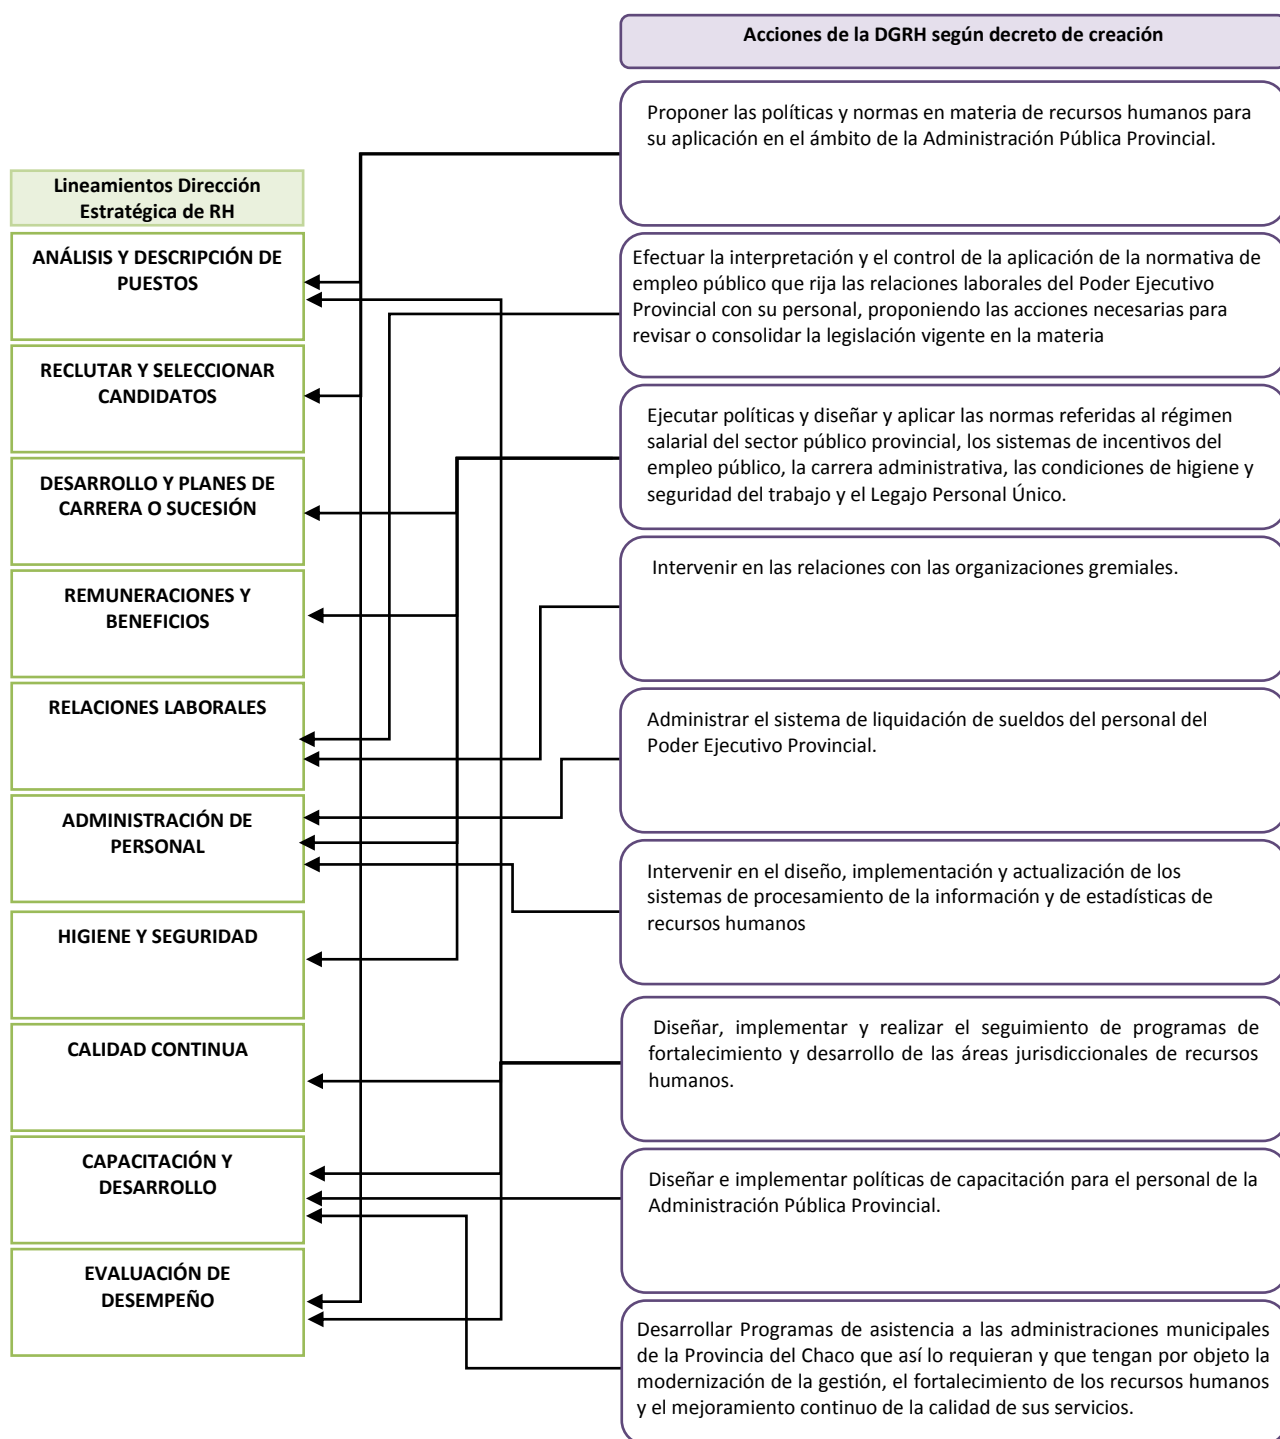 Acciones de la DGRH según decreto de creación
Proponer las políticas y normas en materia de recursos humanos para
su aplicación en el ámbito de la Administración Pública Provincial.
Lineamientos Dirección
Estratégica de RH
ANÁLISIS Y DESCRIPCIÓN DE
PUESTOS
RECLUTAR Y SELECCIONAR
CANDIDATOS
DESARROLLO Y PLANES DE
CARRERA O SUCESIÓN
REMUNERACIONES Y
BENEFICIOS
RELACIONES LABORALES
ADMINISTRACIÓN DE
PERSONAL
HIGIENE Y SEGURIDAD
CALIDAD CONTINUA
CAPACITACIÓN Y
DESARROLLO
EVALUACIÓN DE
DESEMPEÑO
Efectuar la interpretación y el control de la aplicación de la normativa de
empleo público que rija las relaciones laborales del Poder Ejecutivo
Provincial con su personal, proponiendo las acciones necesarias para
revisar o consolidar la legislación vigente en la materia
Ejecutar políticas y diseñar y aplicar las normas referidas al régimen
salarial del sector público provincial, los sistemas de incentivos del
empleo público, la carrera administrativa, las condiciones de higiene y
seguridad del trabajo y el Legajo Personal Único.
Intervenir en las relaciones con las organizaciones gremiales.
Administrar el sistema de liquidación de sueldos del personal del
Poder Ejecutivo Provincial.
Intervenir en el diseño, implementación y actualización de los
sistemas de procesamiento de la información y de estadísticas de
recursos humanos
Diseñar, implementar y realizar el seguimiento de programas de
fortalecimiento y desarrollo de las áreas jurisdiccionales de recursos
humanos.
Diseñar e implementar políticas de capacitación para el personal de la
Administración Pública Provincial.
Desarrollar Programas de asistencia a las administraciones municipales
de la Provincia del Chaco que así lo requieran y que tengan por objeto la
modernización de la gestión, el fortalecimiento de los recursos humanos
y el mejoramiento continuo de la calidad de sus servicios.